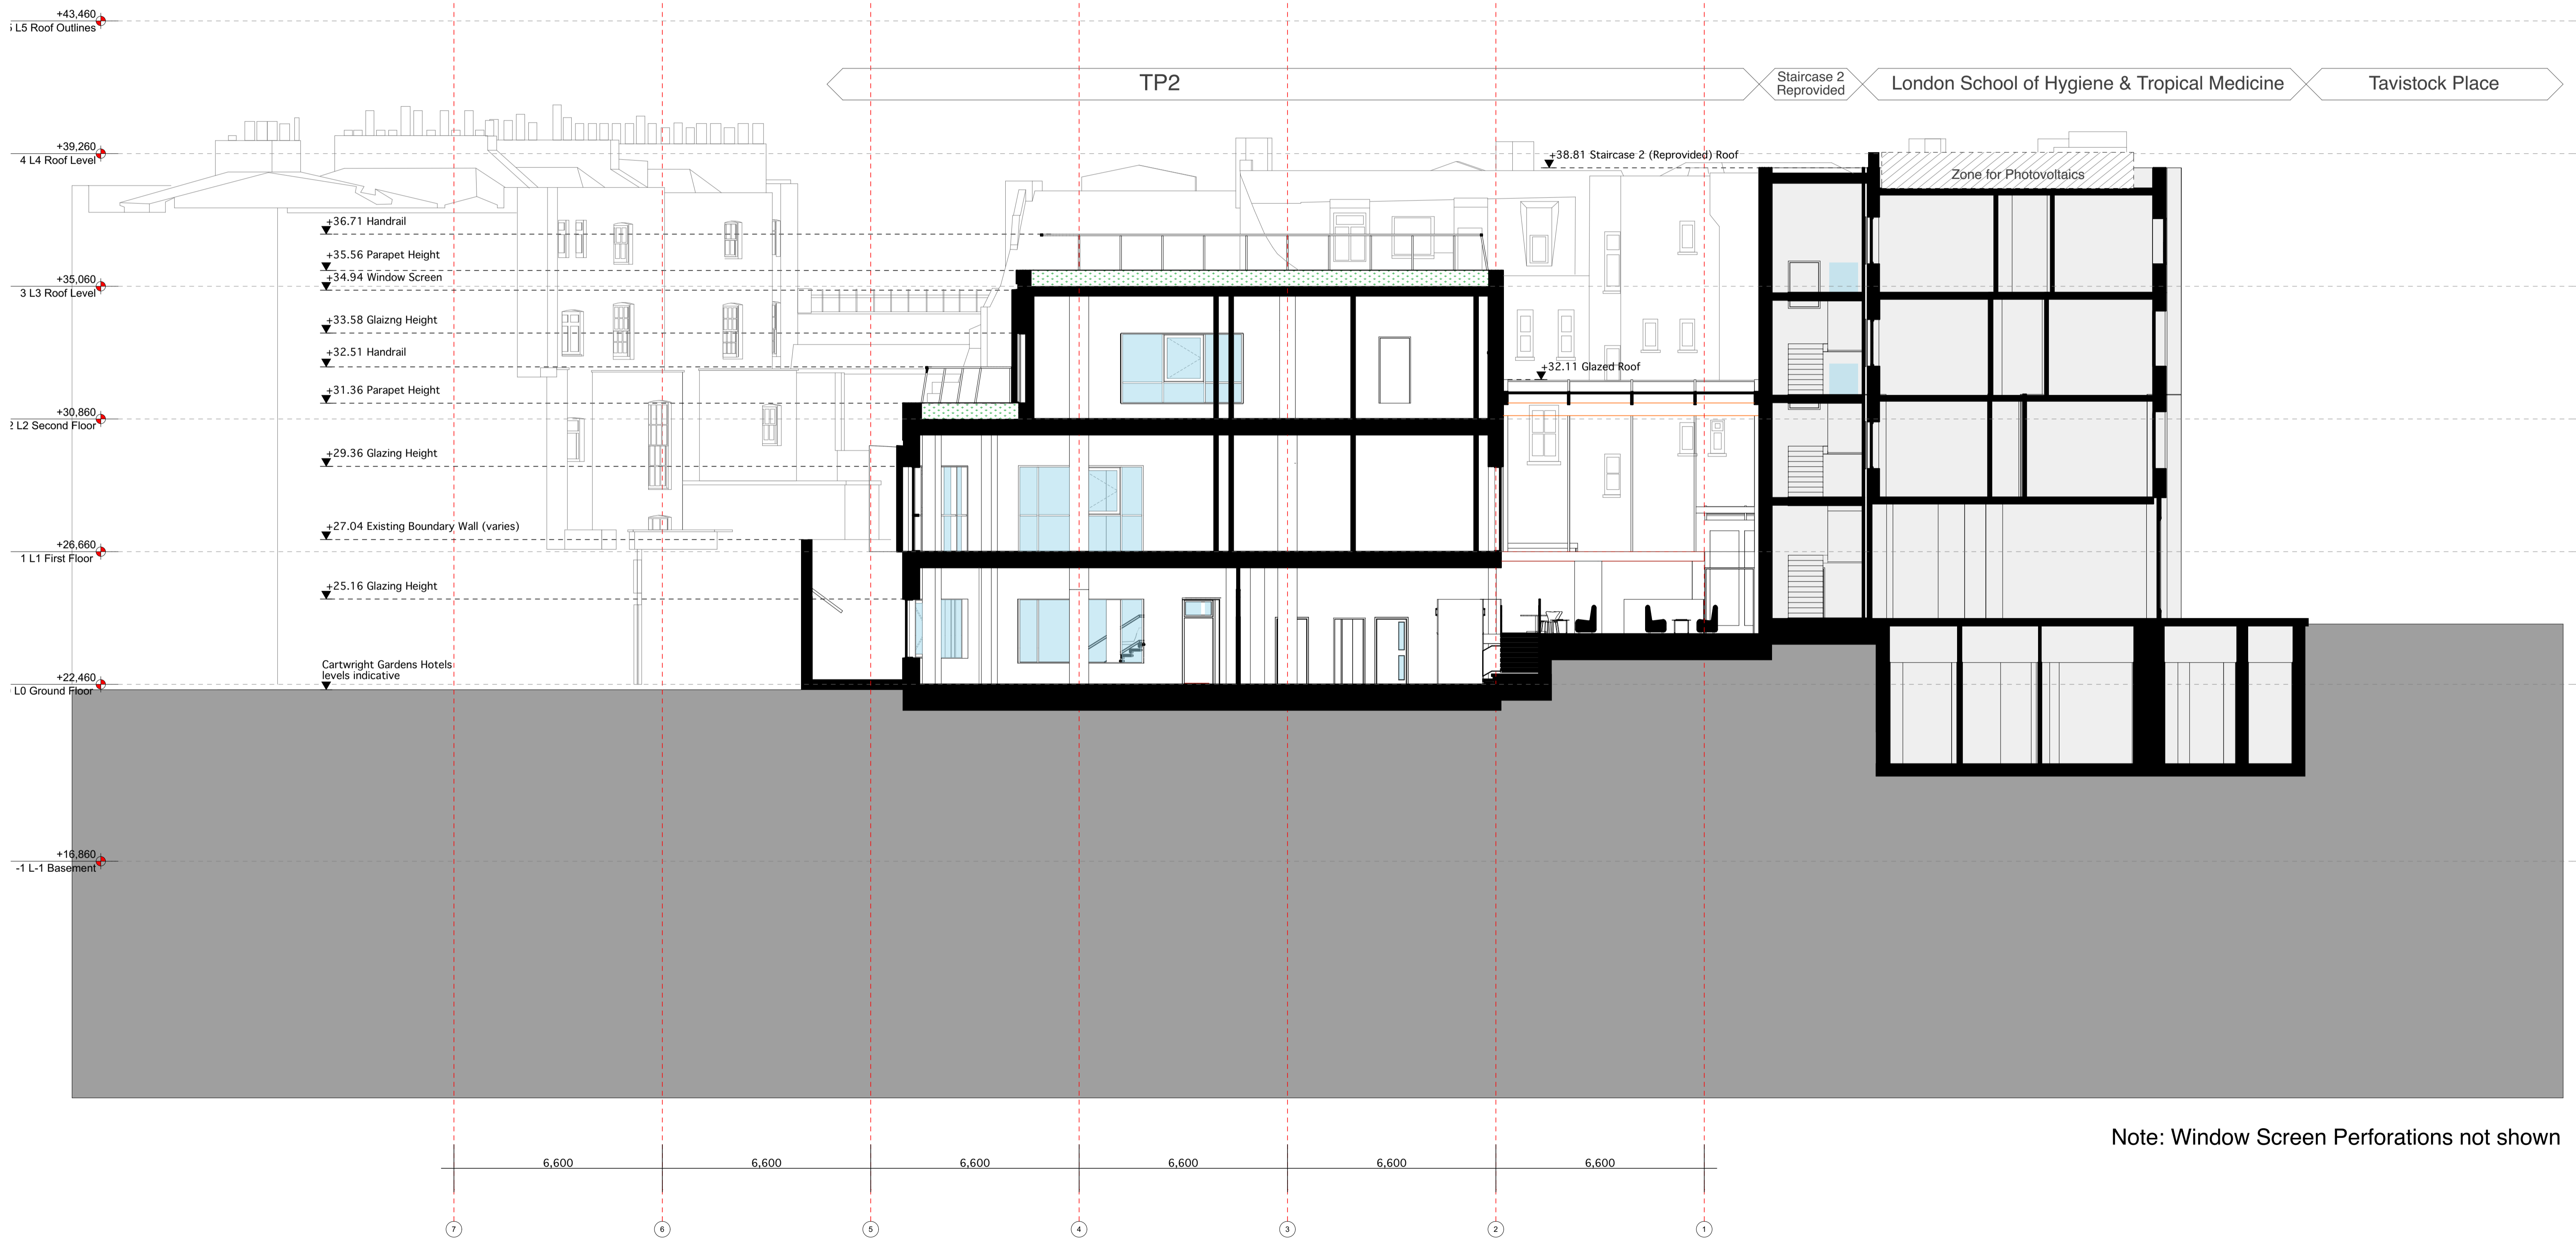 +43,460
5 L5 Roof Outlines
TP2
Staircase 2
Reprovided
London School of Hygiene & Tropical Medicine
Tavistock Place
+39,260
4 L4 Roof Level
+38.81 Staircase 2 (Reprovided) Roof
Zone for Photovoltaics
+36.71 Handrail
+35.56 Parapet Height
+34.94 Window Screen
+35,060
3 L3 Roof Level
+33.58 Glaizng Height
+32.51 Handrail
+32.11 Glazed Roof
+31.36 Parapet Height
+30,860
2 L2 Second Floor
+29.36 Glazing Height
+27.04 Existing Boundary Wall (varies)
+26,660
1 L1 First Floor
+25.16 Glazing Height
Cartwright Gardens Hotels
levels indicative
+22,460
L0 Ground Floor
+16,860
-1 L-1 Basement
Note: Window Screen Perforations not shown
6,600 6,600 6,600 6,600 6,600 6,600
7 6 5 4 3 2 1